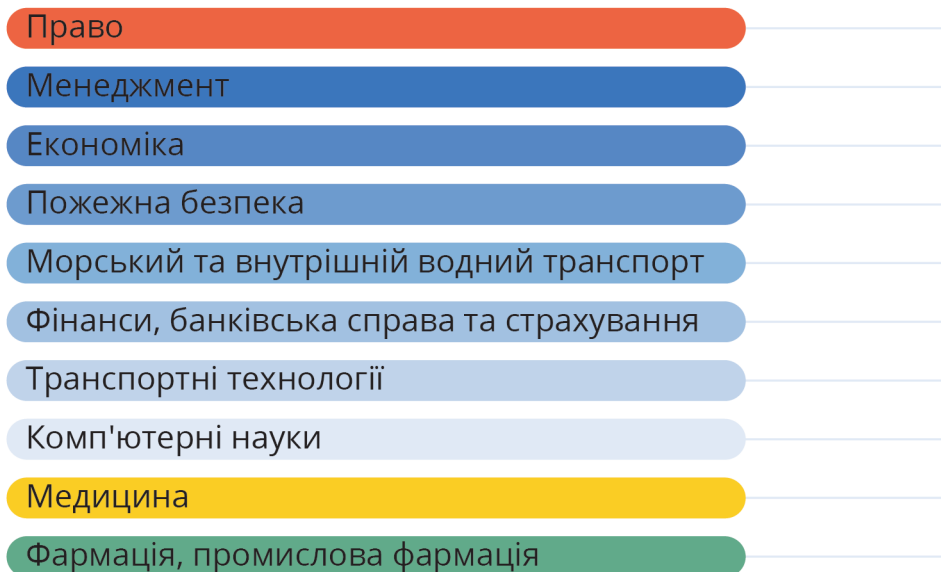 Право
Менеджмент
Економіка
Пожежна безпека
Морський та внутрішній водний транспорт
Фінанси, банківська справа та страхування
Транспортні технології
Комп'ютерні науки
Медицина
Фармація, промислова фармація